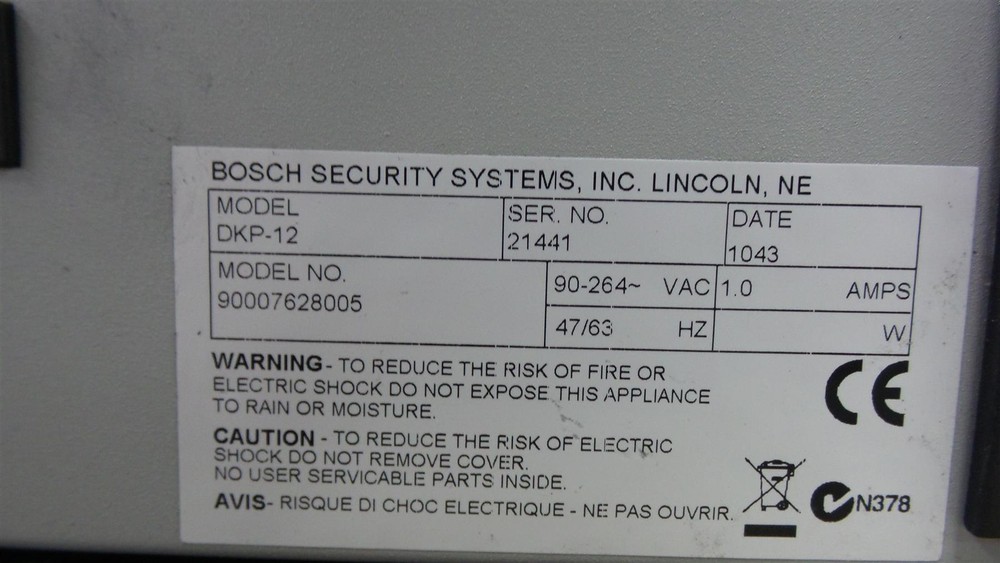 BOSCH SECURITY SYSTEMS, INC. LINCOLN, NE
MODEL
DKP-12
SER. NO.
21441
DATE
1043
MODEL NO.
90007628005
90-264~ VAC
1.0 AMPS
47/63 HZ
W
WARNING- TO REDUCE THE RISK OF FIRE OR
ELECTRIC SHOCK DO NOT EXPOSE THIS APPLIANCE
TO RAIN OR MOISTURE.
CE
CAUTION - TO REDUCE THE RISK OF ELECTRIC
SHOCK DO NOT REMOVE COVER.
NO USER SERVICABLE PARTS INSIDE.
AVIS- RISQUE DI CHOC ELECTRIQUE - NE PAS OUVRIR.
N378